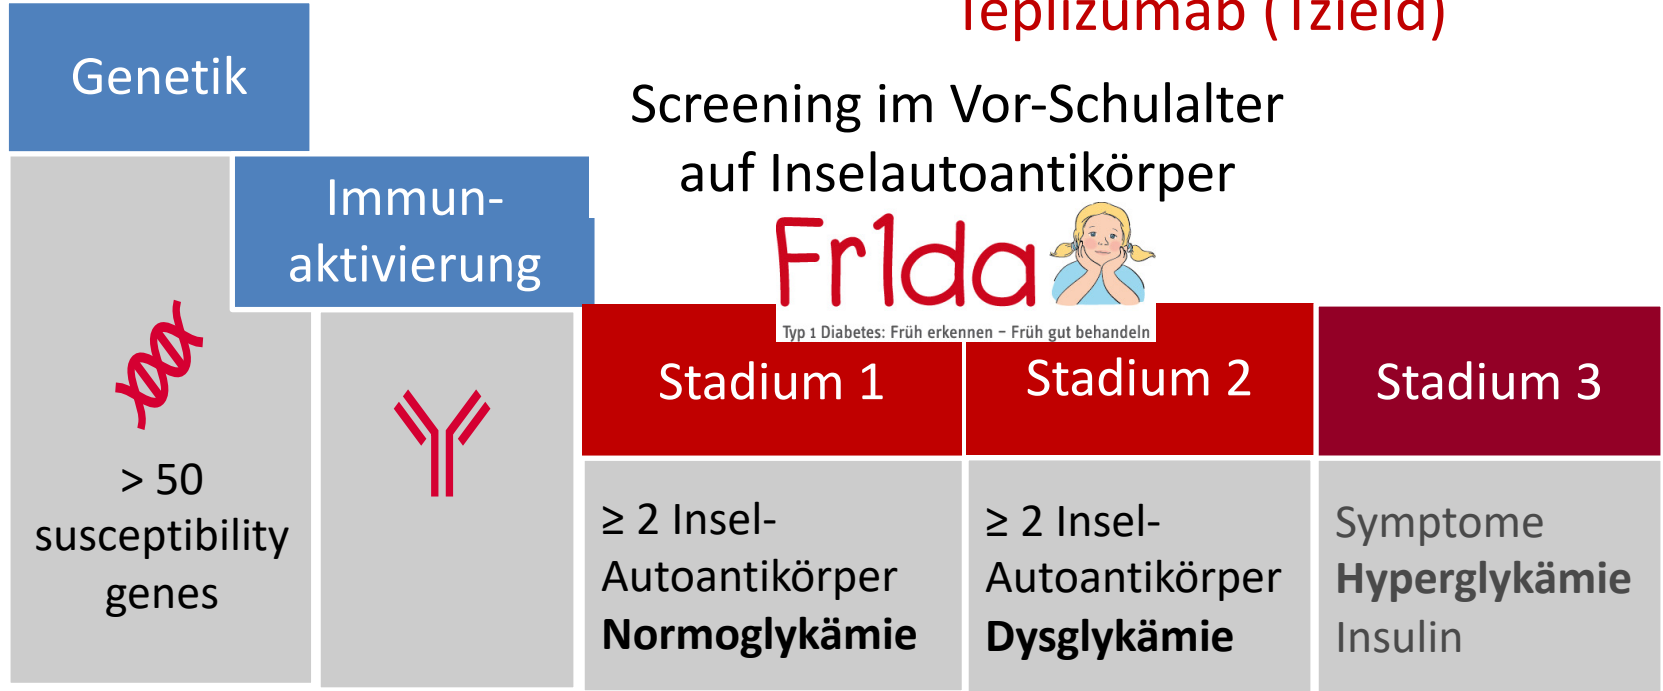 Teplizumab (Tzield)
Genetik
Screening im Vor-Schulalter
auf Inselautoantikörper
Immun-
aktivierung
Fr1da
Typ 1 Diabetes: Früh erkennen – Früh gut behandeln
Stadium 1
Stadium 2
Stadium 3
> 50
susceptibility
genes
≥ 2 Insel-
Autoantikörper
Normoglykämie
≥ 2 Insel-
Autoantikörper
Dysglykämie
Symptome
Hyperglykämie
Insulin